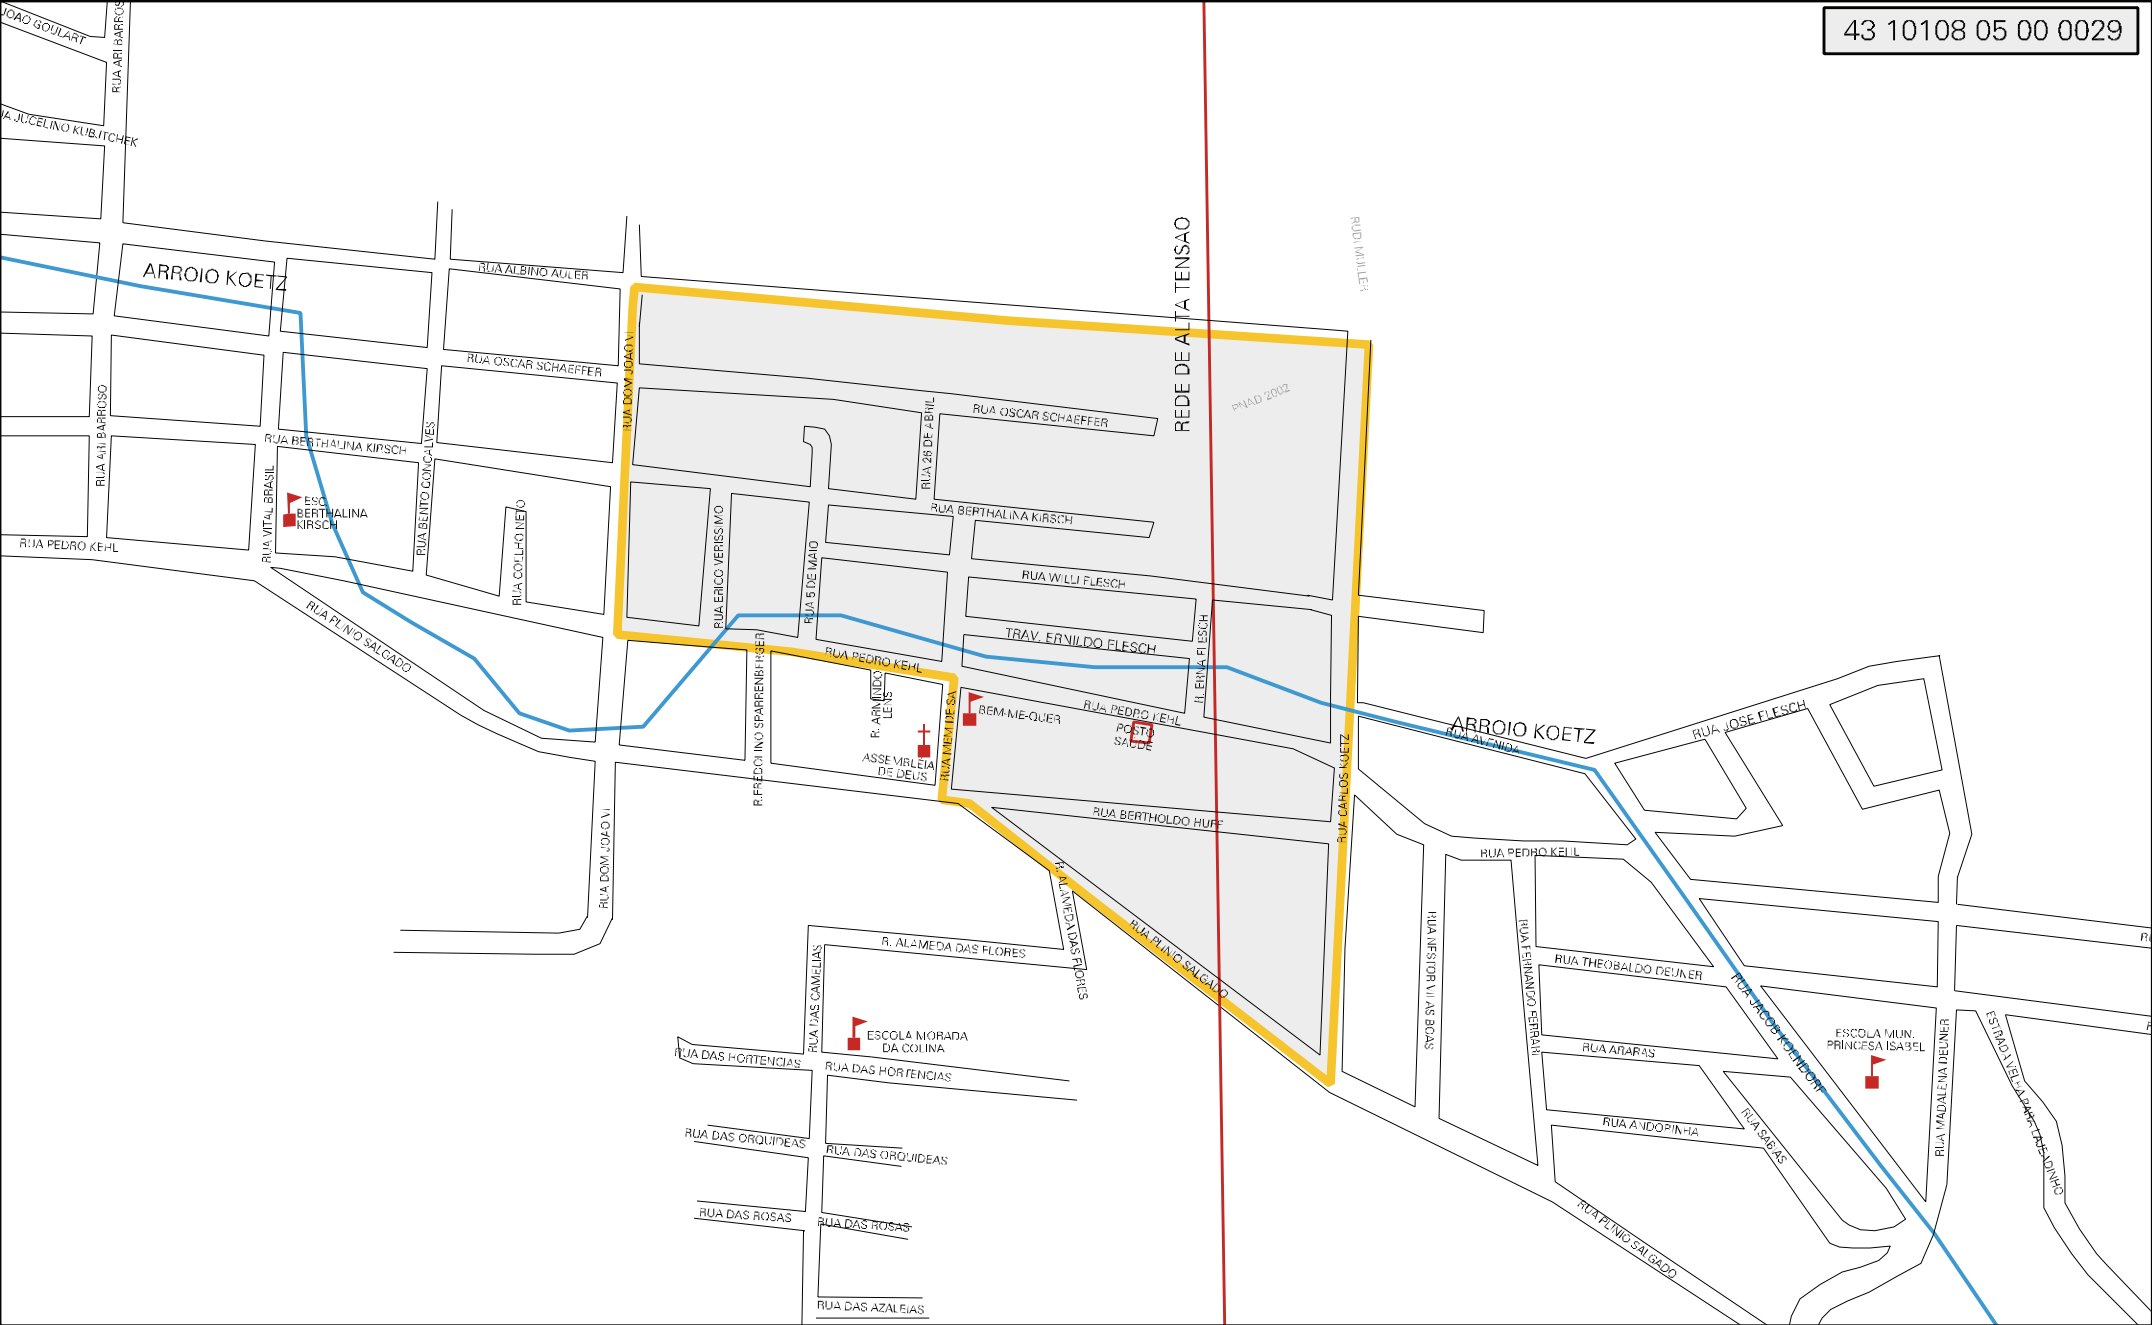 43 10108 05 00 0029
JOAO GOULART
RUA ARI BARROS
UA JUCELINO KUBJTCHEK
ARROIO KOETZ
RUA ALBINO AULER
REDE DE ALTA TENSAO
RUDI MULLER
RUA OSCAR SCHAEFFER
RUA DOM JOAO VI
PNAD 2002
RUA OSCAR SCHAEFFER
RUA 26 DE ABRIL
RUA ARI BARROSO
RUA BERTHALINA KIRSCH
RUA BENTO GONCALVES
RUA VITAL BRASIL
ESC
BERTHALINA
KIRSCH
RUA COELHO NETO
RUA PEDRO KEHL
RUA ERICO VERISSIMO
RUA 5 DE MAIO
RUA BERTHALINA KIRSCH
RUA WILLI FLESCH
TRAV. ERNILDO FLESCH
R. ERNA FLESCH
RUA PLINIO SALGADO
R.FREDOLINO SPARRENBERGER
RUA PEDRO KEHL
R. ARMINDO
LENS
RUA MEM DE SA
BEM-ME-QUER
RUA PEDRO KEHL
POSTO
SAUDE
ASSEMBLEIA
DE DEUS
RUA CARLOS KOETZ
ARROIO KOETZ
RUA AVENIDA
RUA JOSE FLESCH
RUA DOM JOAO VI
RUA BERTHOLDO HUFF
RUA PEDRO KEHL
R. ALAMEDA DAS FLORES
R. ALAMEDA DAS FLORES
RUA PLINIO SALGADO
RUA NESTOR VILAS BOAS
RUA FERNANDO FERRARI
RUA THEOBALDO DEUNER
RUA JACOB KOENDORF
RUA DAS CAMELIAS
ESCOLA MORADA
DA COLINA
RUA DAS HORTENCIAS
RUA DAS HORTENCIAS
RUA ARARAS
ESCOLA MUN.
PRINCESA ISABEL
RUA MADALENA DEUNER
ESTRADA VELHA PARA LAJEADINHO
RUA ANDORINHA
RUA SABIAS
RUA DAS ORQUIDEAS
RUA DAS ORQUIDEAS
RUA DAS ROSAS
RUA DAS ROSAS
RUA PLINIO SALGADO
RUA DAS AZALEIAS